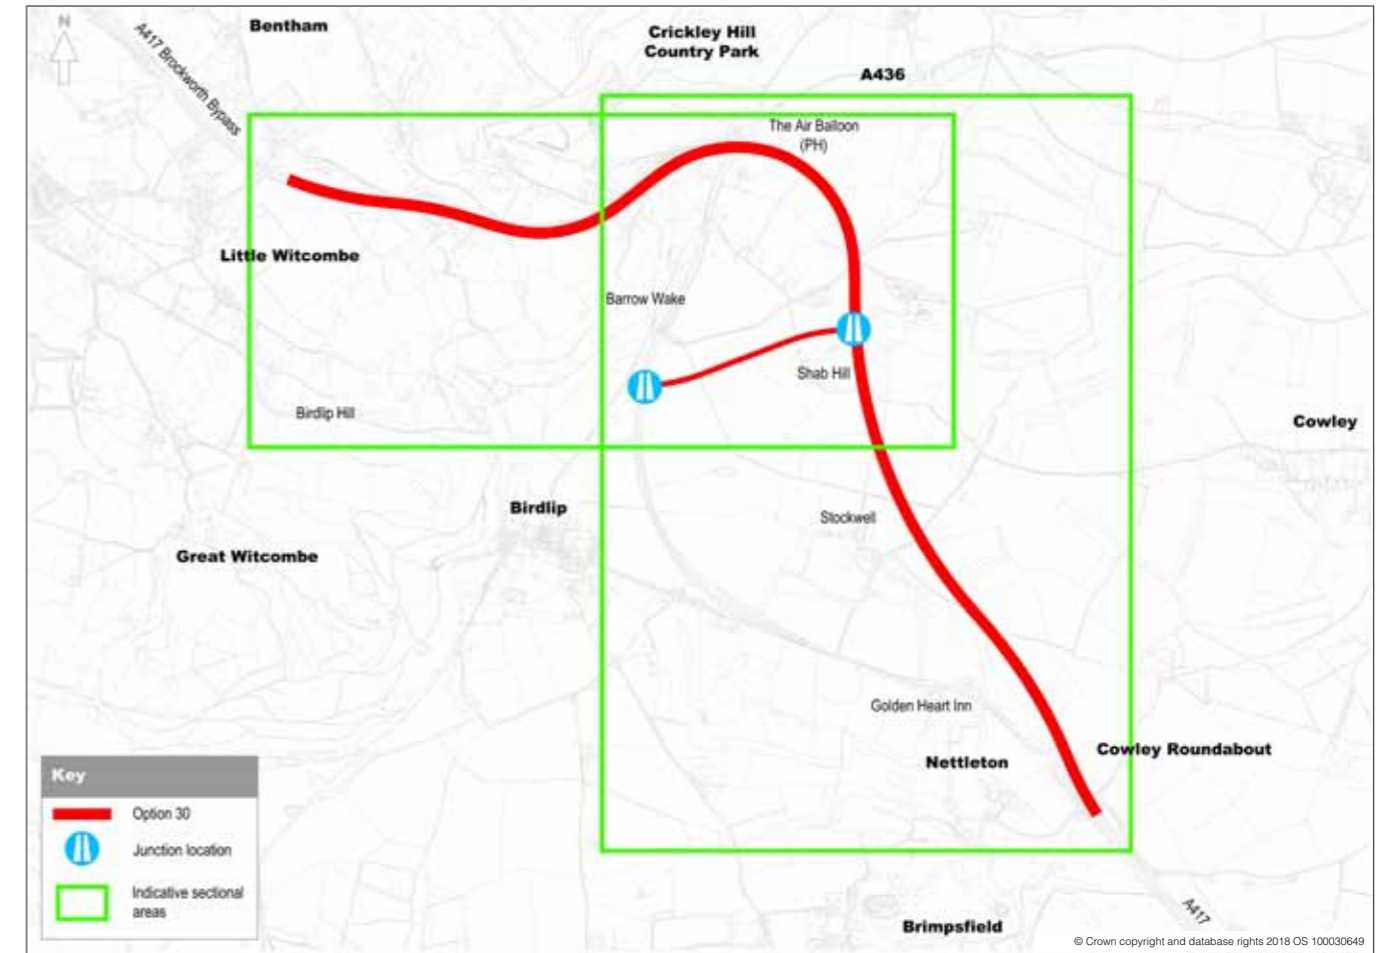 N
Bentham
A417 Brockworth Bypass
Crickley Hill
Country Park
A436
The Air Balloon
(PH)
Little Witcombe
Barrow Wake
Shab Hill
Birdlip Hill
Cowley
Birdlip
Stockwell
Great Witcombe
Golden Heart Inn
Cowley Roundabout
Nettleton
Key
Option 30
Junction location
Indicative sectional
areas
A417
Brimpsfield
© Crown copyright and database rights 2018 OS 100030649